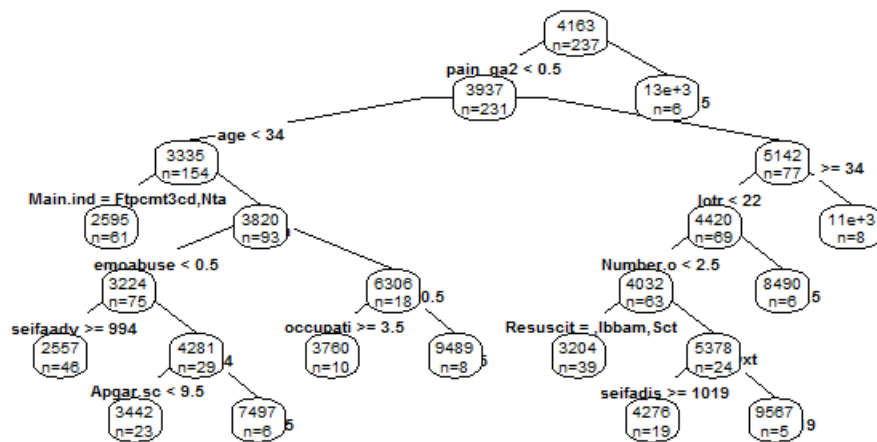 4163
n=237
pain_ga2 < 0.5
3937
n=231
13e+3
n=6
5
age < 34
3335
n=154
5142
n=77
>= 34
Main.ind = Ftpcmt3cd,Nta
lotr < 22
2595
n=61
3820
n=93
4420
n=69
11e+3
n=8
emoabuse < 0.5
Number.o < 2.5
3224
n=75
6306
n=18
0.5
4032
n=63
8490
n=6
5
seifaadv >= 994
occupati >= 3.5
Resuscit = ,Ibbam,Sct
2557
n=46
4281
n=29
4
3760
n=10
9489
n=8
3204
n=39
5378
n=24
xt
Apgar.sc < 9.5
seifadis >= 1019
3442
n=23
7497
n=6
5
4276
n=19
9567
n=5
9